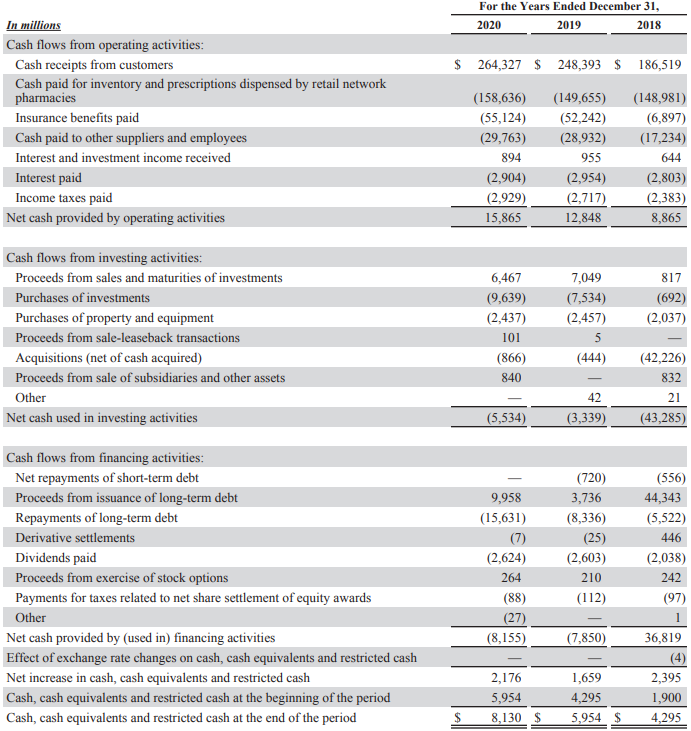 For the Years Ended December 31,
In millions 2020 2019 2018
Cash flows from operating activities:
Cash receipts from customers $ 264,327 $ 248,393 $ 186,519
Cash paid for inventory and prescriptions dispensed by retail network
pharmacies (158,636) (149,655) (148,981)
Insurance benefits paid (55,124) (52,242) (6,897)
Cash paid to other suppliers and employees (29,763) (28,932) (17,234)
Interest and investment income received 894 955 644
Interest paid (2,904) (2,954) (2,803)
Income taxes paid (2,929) (2,717) (2,383)
Net cash provided by operating activities 15,865 12,848 8,865
Cash flows from investing activities:
Proceeds from sales and maturities of investments 6,467 7,049 817
Purchases of investments (9,639) (7,534) (692)
Purchases of property and equipment (2,437) (2,457) (2,037)
Proceeds from sale-leaseback transactions 101 5 —
Acquisitions (net of cash acquired) (866) (444) (42,226)
Proceeds from sale of subsidiaries and other assets 840 — 832
Other — 42 21
Net cash used in investing activities (5,534) (3,339) (43,285)
Cash flows from financing activities:
Net repayments of short-term debt — (720) (556)
Proceeds from issuance of long-term debt 9,958 3,736 44,343
Repayments of long-term debt (15,631) (8,336) (5,522)
Derivative settlements (7) (25) 446
Dividends paid (2,624) (2,603) (2,038)
Proceeds from exercise of stock options 264 210 242
Payments for taxes related to net share settlement of equity awards (88) (112) (97)
Other (27) — 1
Net cash provided by (used in) financing activities (8,155) (7,850) 36,819
Effect of exchange rate changes on cash, cash equivalents and restricted cash — — (4)
Net increase in cash, cash equivalents and restricted cash 2,176 1,659 2,395
Cash, cash equivalents and restricted cash at the beginning of the period 5,954 4,295 1,900
Cash, cash equivalents and restricted cash at the end of the period $ 8,130 $ 5,954 $ 4,295